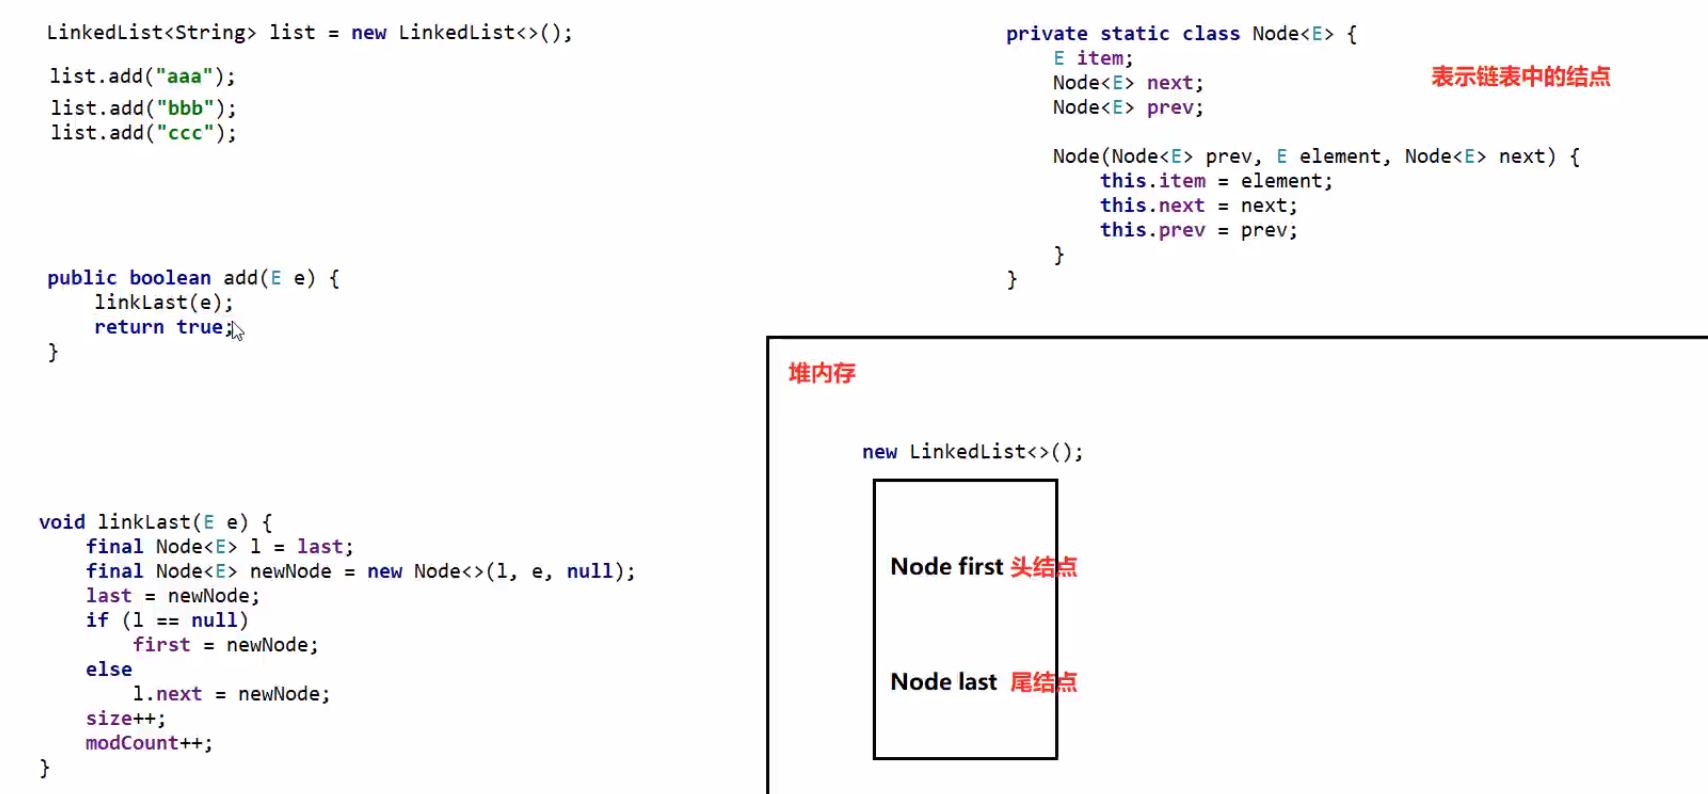 LinkedList<String> list = new LinkedList<>();
list.add("aaa");
list.add("bbb");
list.add("ccc");
public boolean add(E e) {
linkLast(e);
return true;
}
void linkLast(E e) {
final Node<E> l = last;
final Node<E> newNode = new Node<>(l, e, null);
last = newNode;
if (l == null)
first = newNode;
else
l.next = newNode;
size++;
modCount++;
}
private static class Node<E> {
E item;
Node<E> next;
Node<E> prev;
Node(Node<E> prev, E element, Node<E> next) {
this.item = element;
this.next = next;
this.prev = prev;
}
}
表示链表中的结点
堆内存
new LinkedList<>();
Node first 头结点
Node last 尾结点